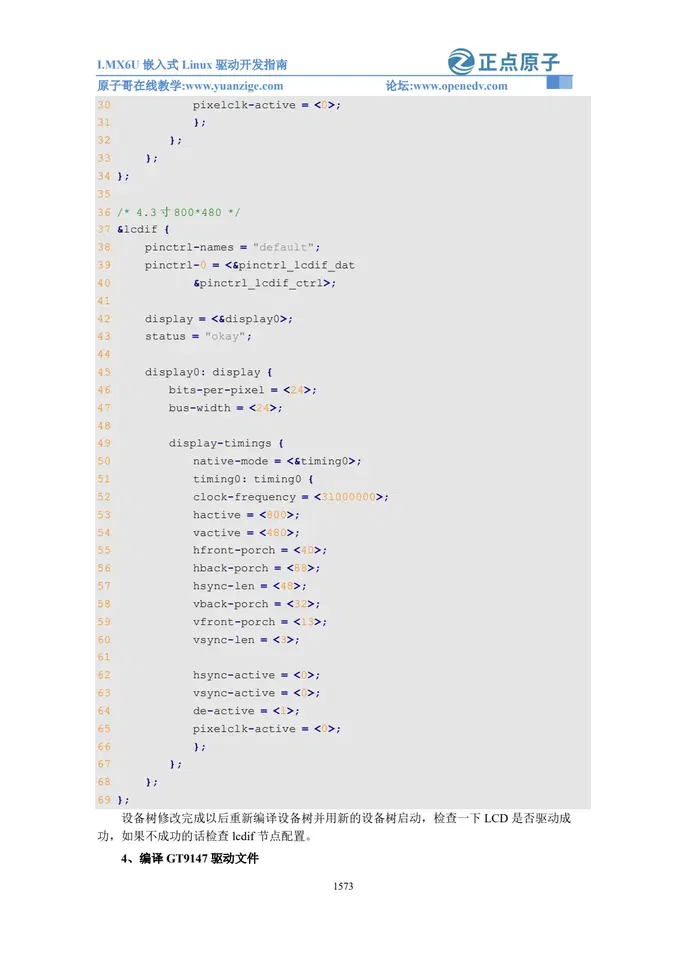 I.MX6U 嵌入式 Linux 驱动开发指南
正点原子
原子哥在线教学:www.yuanzige.com 论坛:www.openedv.com
30 pixelclk-active = <0>;
31 };
32 };
33 };
34 };
35
36 /* 4.3 寸 800*480 */
37 &lcdif {
38 pinctrl-names = "default";
39 pinctrl-0 = <&pinctrl_lcdif_dat
40 &pinctrl_lcdif_ctrl>;
41
42 display = <&display0>;
43 status = "okay";
44
45 display0: display {
46 bits-per-pixel = <24>;
47 bus-width = <24>;
48
49 display-timings {
50 native-mode = <&timing0>;
51 timing0: timing0 {
52 clock-frequency = <31000000>;
53 hactive = <800>;
54 vactive = <480>;
55 hfront-porch = <40>;
56 hback-porch = <88>;
57 hsync-len = <48>;
58 vback-porch = <32>;
59 vfront-porch = <13>;
60 vsync-len = <3>;
61
62 hsync-active = <0>;
63 vsync-active = <0>;
64 de-active = <1>;
65 pixelclk-active = <0>;
66 };
67 };
68 };
69 };
设备树修改完成以后重新编译设备树并用新的设备树启动，检查一下 LCD 是否驱动成
功，如果不成功的话检查 lcdif 节点配置。
4、编译 GT9147 驱动文件
1573